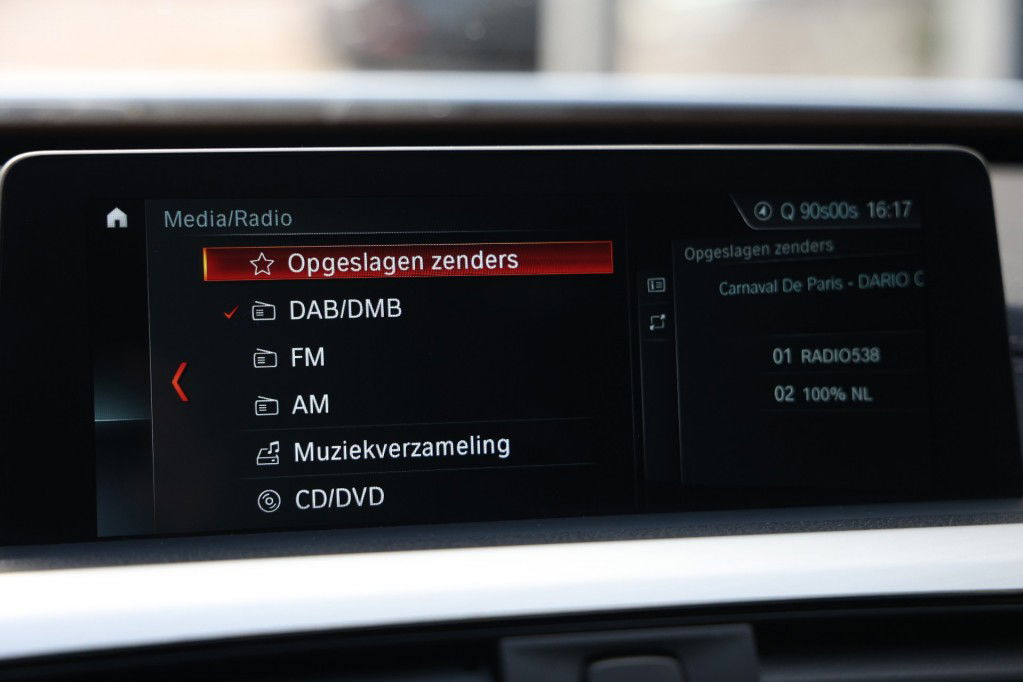 Media/Radio
Q 90s00s 16:17
Opgeslagen zenders
DAB/DMB
FM
AM
Muziekverzameling
CD/DVD
Opgeslagen zenders
Carnaval De Paris - DARIO
01 RADIO538
02 100% NL